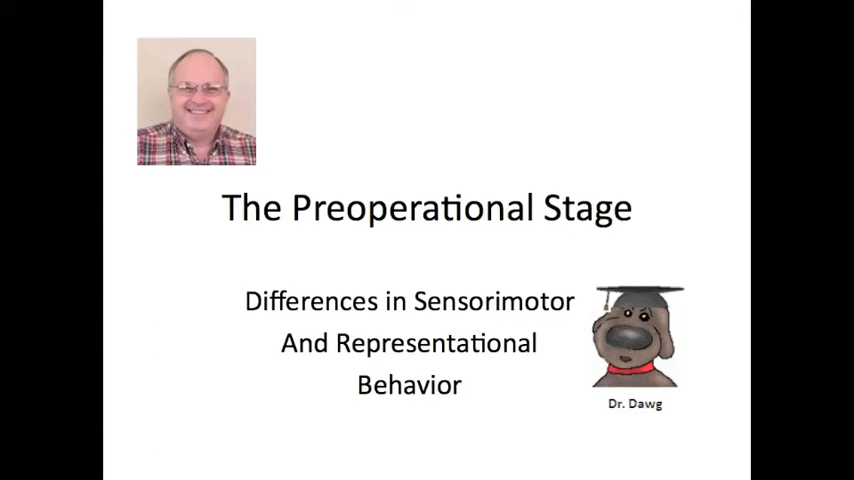 The Preoperational Stage
Differences in Sensorimotor
And Representational
Behavior
Dr. Dawg